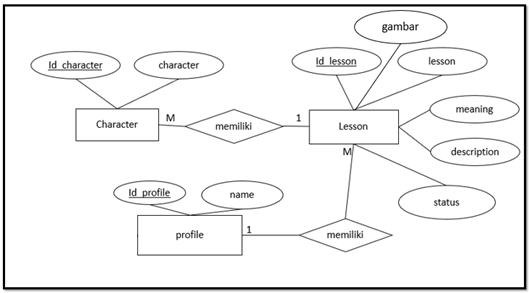 gambar
Id_character
character
Id_lesson
lesson
Character
M
memiliki
1
Lesson
meaning
description
M
status
Id_profile
name
profile
1
memiliki